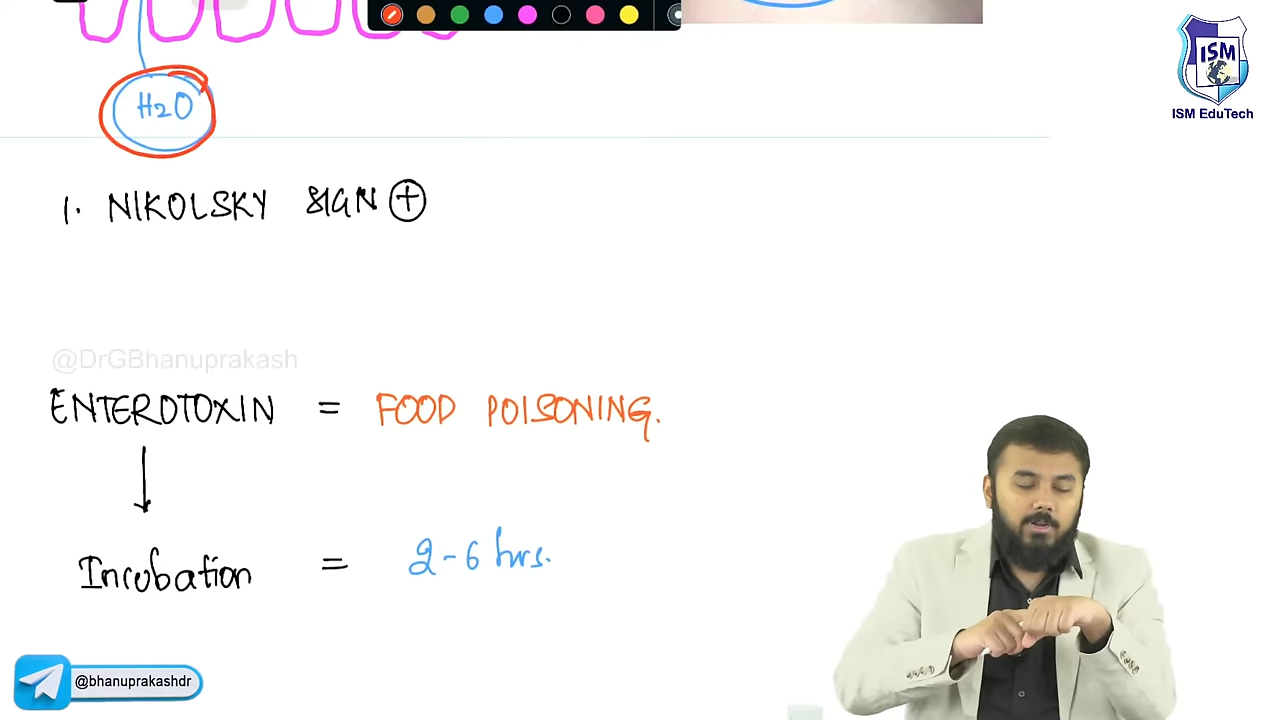 ISM
ISM EduTech
H2O
1. NIKOLSKY SIGN +
@DrGBhanuprakash
ENTEROTOXIN = FOOD POISONING.
Incubation = 2-6 hrs.
@bhanuprakashdr